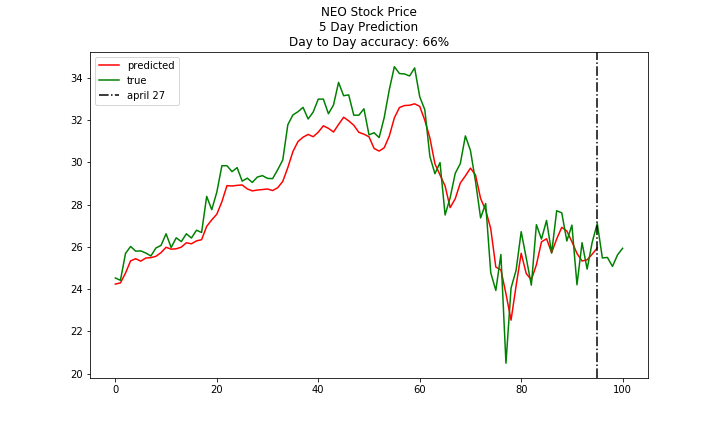 NEO Stock Price
5 Day Prediction
Day to Day accuracy: 66%
predicted
true
april 27
34
32
30
28
26
24
22
20
0
20
40
60
80
100